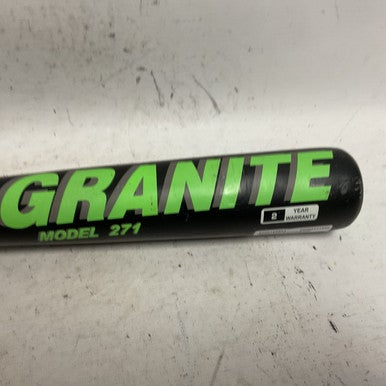 GRANITE
MODEL 271
2 YEAR
WARRANTY